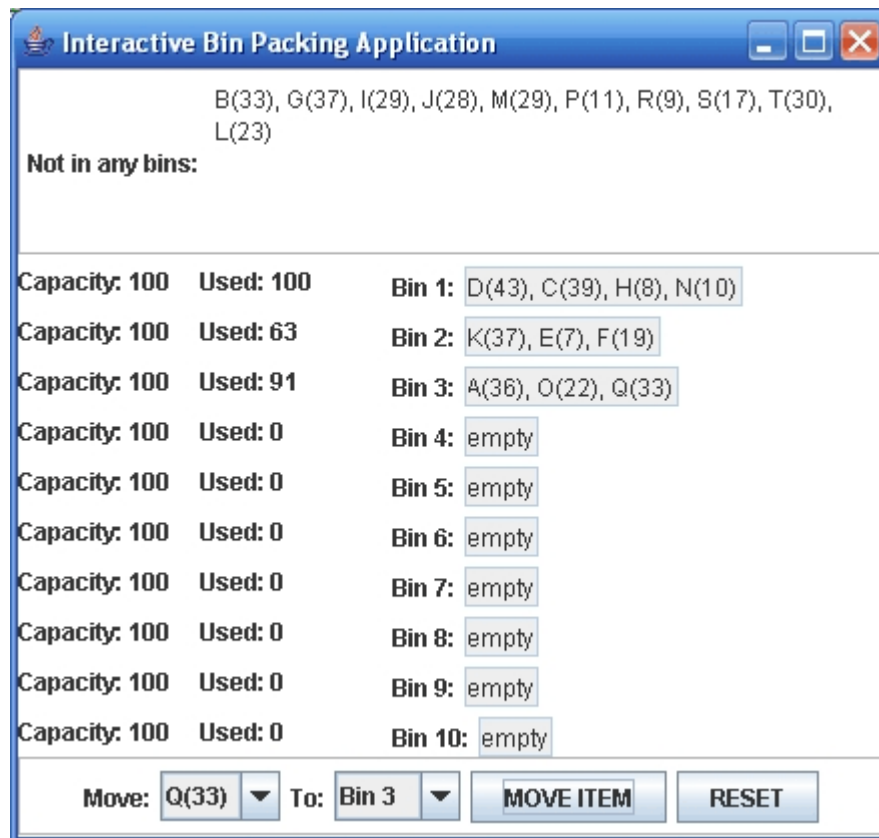 Interactive Bin Packing Application
B(33), G(37), I(29), J(28), M(29), P(11), R(9), S(17), T(30),
L(23)
Not in any bins:
Capacity: 100 Used: 100 Bin 1: D(43), C(39), H(8), N(10)
Capacity: 100 Used: 63 Bin 2: K(37), E(7), F(19)
Capacity: 100 Used: 91 Bin 3: A(36), O(22), Q(33)
Capacity: 100 Used: 0 Bin 4: empty
Capacity: 100 Used: 0 Bin 5: empty
Capacity: 100 Used: 0 Bin 6: empty
Capacity: 100 Used: 0 Bin 7: empty
Capacity: 100 Used: 0 Bin 8: empty
Capacity: 100 Used: 0 Bin 9: empty
Capacity: 100 Used: 0 Bin 10: empty
Move: Q(33) To: Bin 3 MOVE ITEM RESET